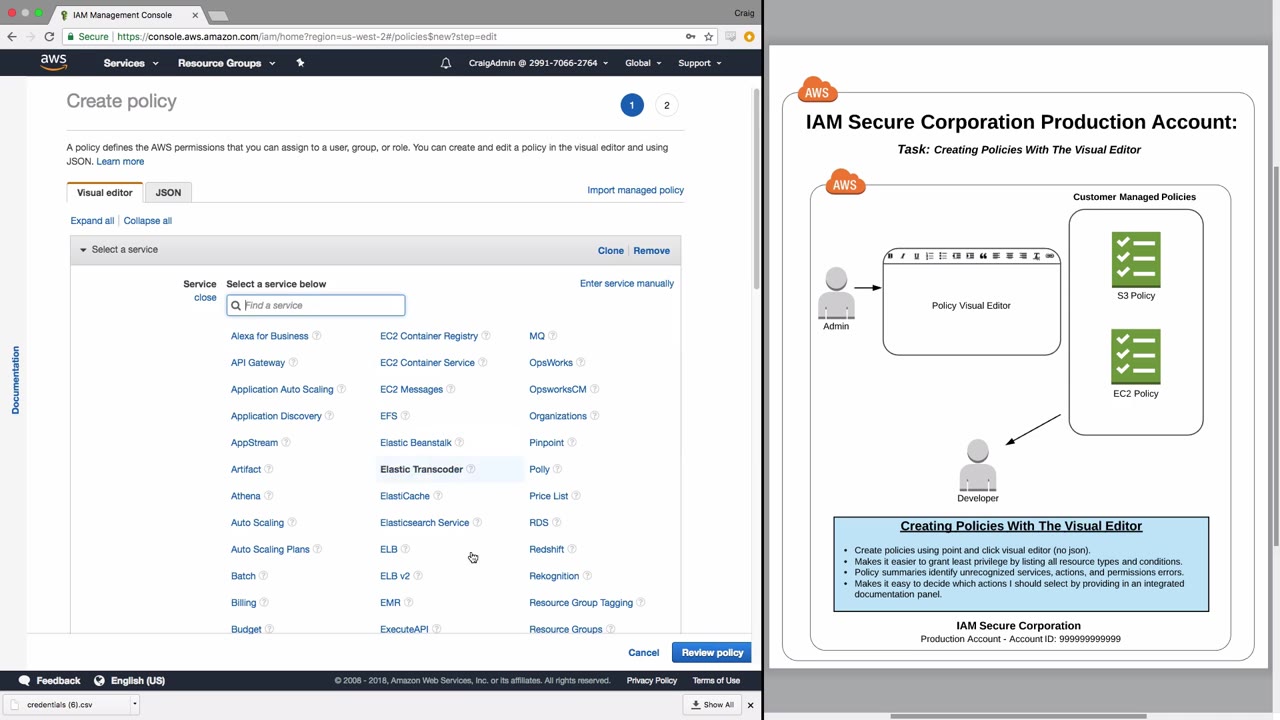 IAM Management Console
Craig
Secure https://console.aws.amazon.com/iam/home?region=us-west-2#/policies$new?step=edit
aws Services Resource Groups CraigAdmin @ 2991-7066-2764 Global Support
Create policy
1 2
A policy defines the AWS permissions that you can assign to a user, group, or role. You can create and edit a policy in the visual editor and using
JSON. Learn more
Visual editor JSON Import managed policy
Expand all Collapse all
Select a service Clone Remove
Service Select a service below Enter service manually
close
Find a service
Alexa for Business ? EC2 Container Registry ? MQ ?
API Gateway ? EC2 Container Service ? OpsWorks ?
Application Auto Scaling ? EC2 Messages ? OpsworksCM ?
Application Discovery ? EFS ? Organizations ?
AppStream ? Elastic Beanstalk ? Pinpoint ?
Artifact ? Elastic Transcoder ? Polly ?
Athena ? ElastiCache ? Price List ?
Auto Scaling ? Elasticsearch Service ? RDS ?
Auto Scaling Plans ? ELB ? Redshift ?
Batch ? ELB v2 ? Rekognition ?
Billing ? EMR ? Resource Group Tagging ?
Budget ? ExecuteAPI ? Resource Groups ?
Documentation
Cancel Review policy
Feedback English (US) © 2008 - 2018, Amazon Web Services, Inc. or its affiliates. All rights reserved. Privacy Policy Terms of Use
credentials (6).csv Show All
AWS
IAM Secure Corporation Production Account:
Task: Creating Policies With The Visual Editor
AWS
Customer Managed Policies
B I U
Policy Visual Editor
Admin
S3 Policy
EC2 Policy
Developer
Creating Policies With The Visual Editor
• Create policies using point and click visual editor (no json).
• Makes it easier to grant least privilege by listing all resource types and conditions.
• Policy summaries identify unrecognized services, actions, and permissions errors.
• Makes it easy to decide which actions I should select by providing in an integrated
documentation panel.
IAM Secure Corporation
Production Account - Account ID: 999999999999